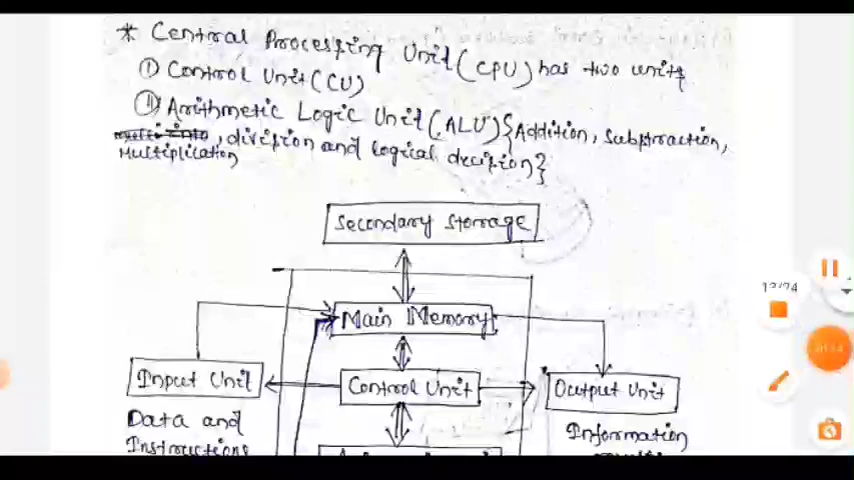 * Central Processing Unit (CPU) has two units
① Control Unit (CU)
② Arithmetic Logic Unit (ALU) {Addition, subtraction,
, division and logical decision}
Multiplication
Secondary Storage
Main Memory
Input Unit
Control Unit
Output Unit
Data and
Instructions
Information